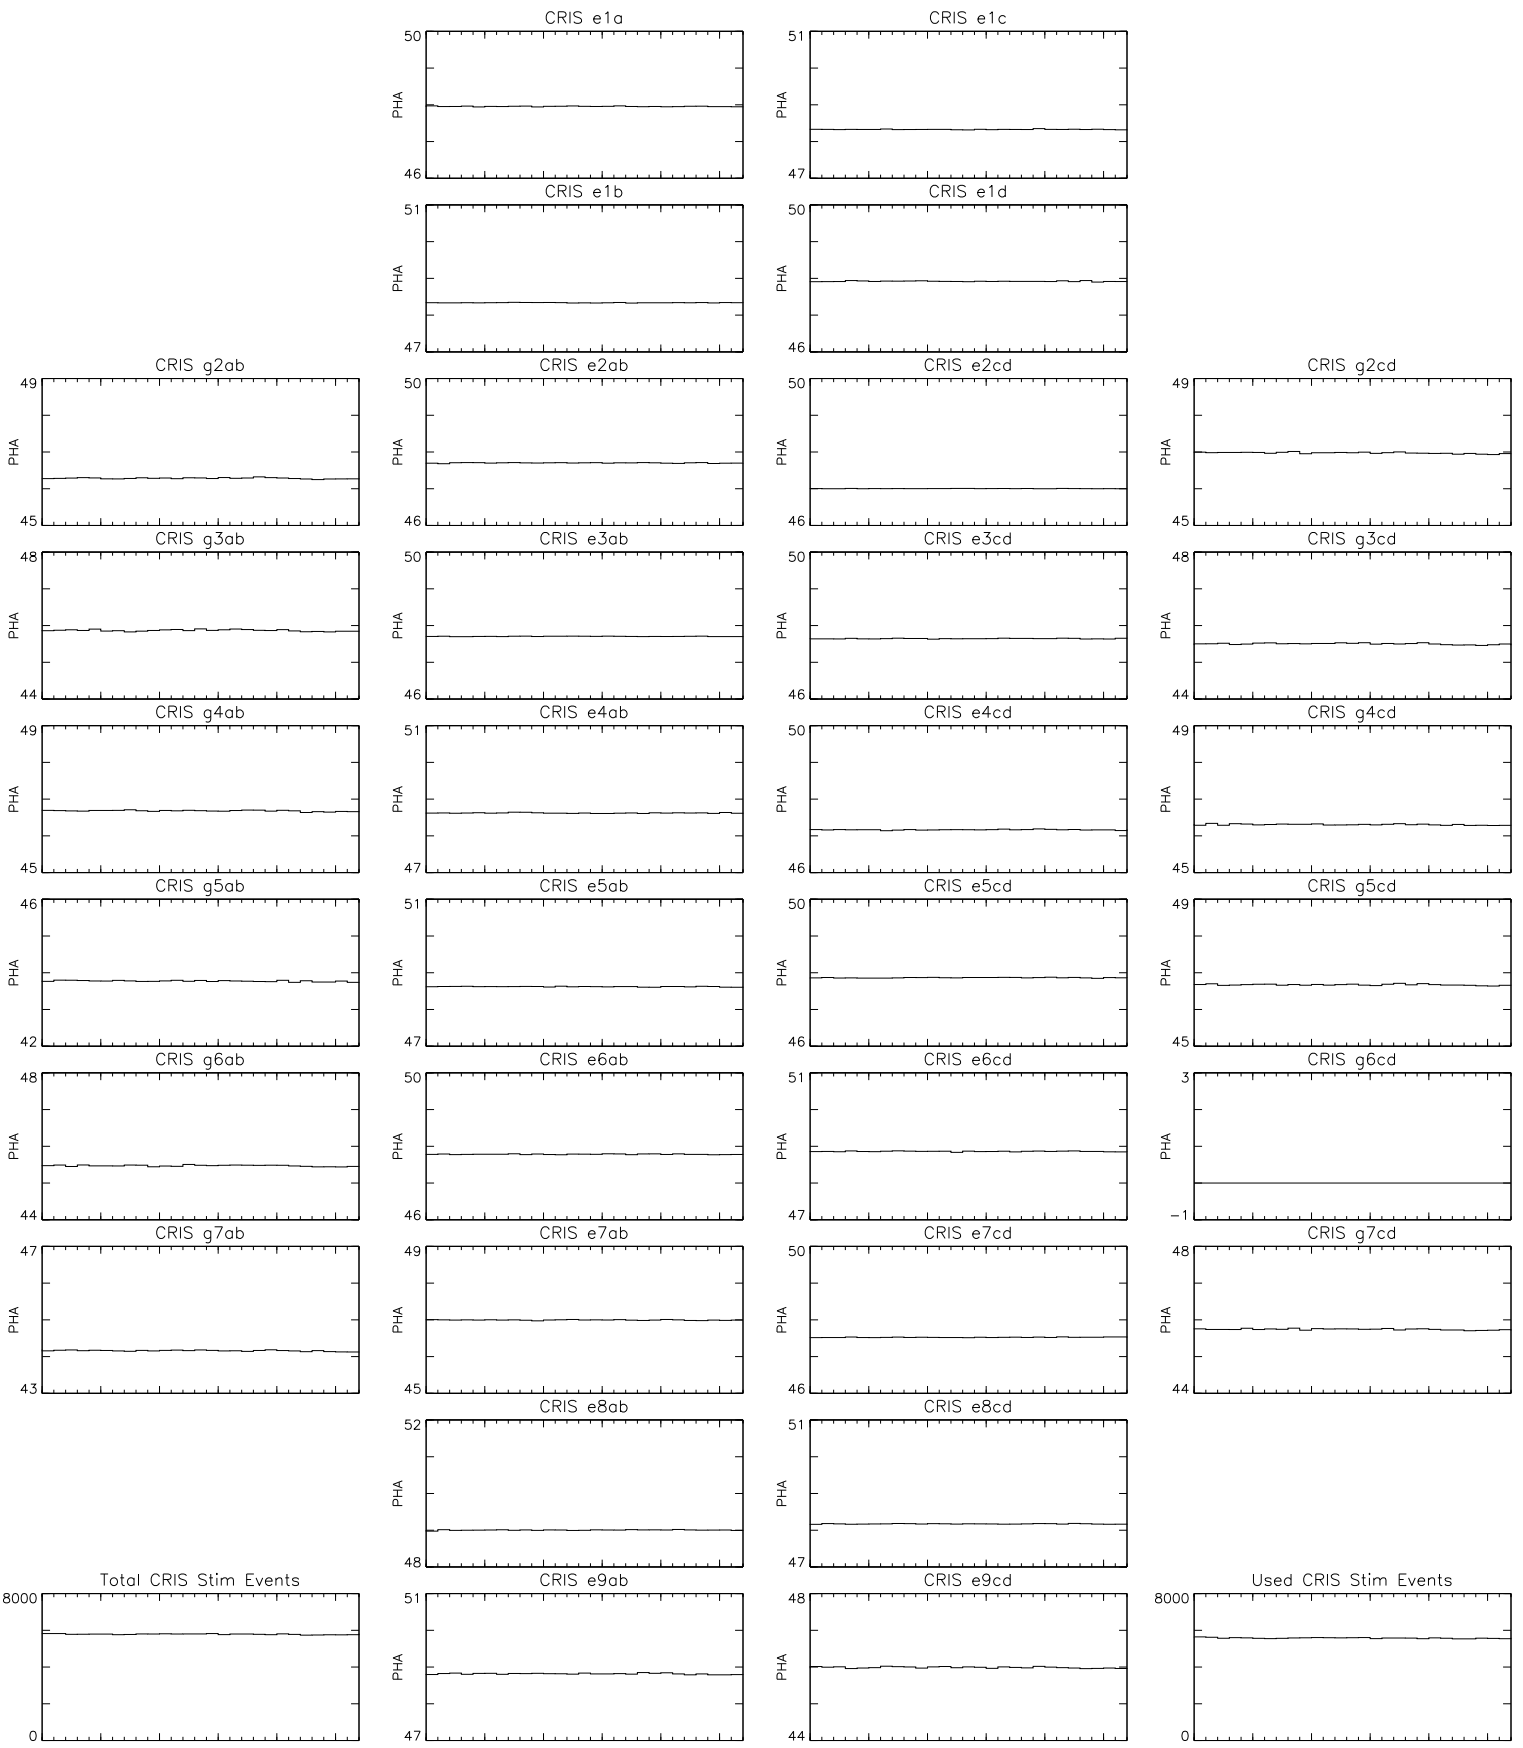 CRIS e1a
50
PHA
46
CRIS e1c
51
PHA
47
CRIS e1b
51
PHA
47
CRIS e1d
50
PHA
46
CRIS g2ab
49
PHA
45
CRIS e2ab
50
PHA
46
CRIS e2cd
50
PHA
46
CRIS g2cd
49
PHA
45
CRIS g3ab
48
PHA
44
CRIS e3ab
50
PHA
46
CRIS e3cd
50
PHA
46
CRIS g3cd
48
PHA
44
CRIS g4ab
49
PHA
45
CRIS e4ab
51
PHA
47
CRIS e4cd
50
PHA
46
CRIS g4cd
49
PHA
45
CRIS g5ab
46
PHA
42
CRIS e5ab
51
PHA
47
CRIS e5cd
50
PHA
46
CRIS g5cd
49
PHA
45
CRIS g6ab
48
PHA
44
CRIS e6ab
50
PHA
46
CRIS e6cd
51
PHA
47
CRIS g6cd
3
PHA
-1
CRIS g7ab
47
PHA
43
CRIS e7ab
49
PHA
45
CRIS e7cd
50
PHA
46
CRIS g7cd
48
PHA
44
CRIS e8ab
52
PHA
48
CRIS e8cd
51
PHA
47
Total CRIS Stim Events
8000
0
CRIS e9ab
51
PHA
47
CRIS e9cd
48
PHA
44
Used CRIS Stim Events
8000
0